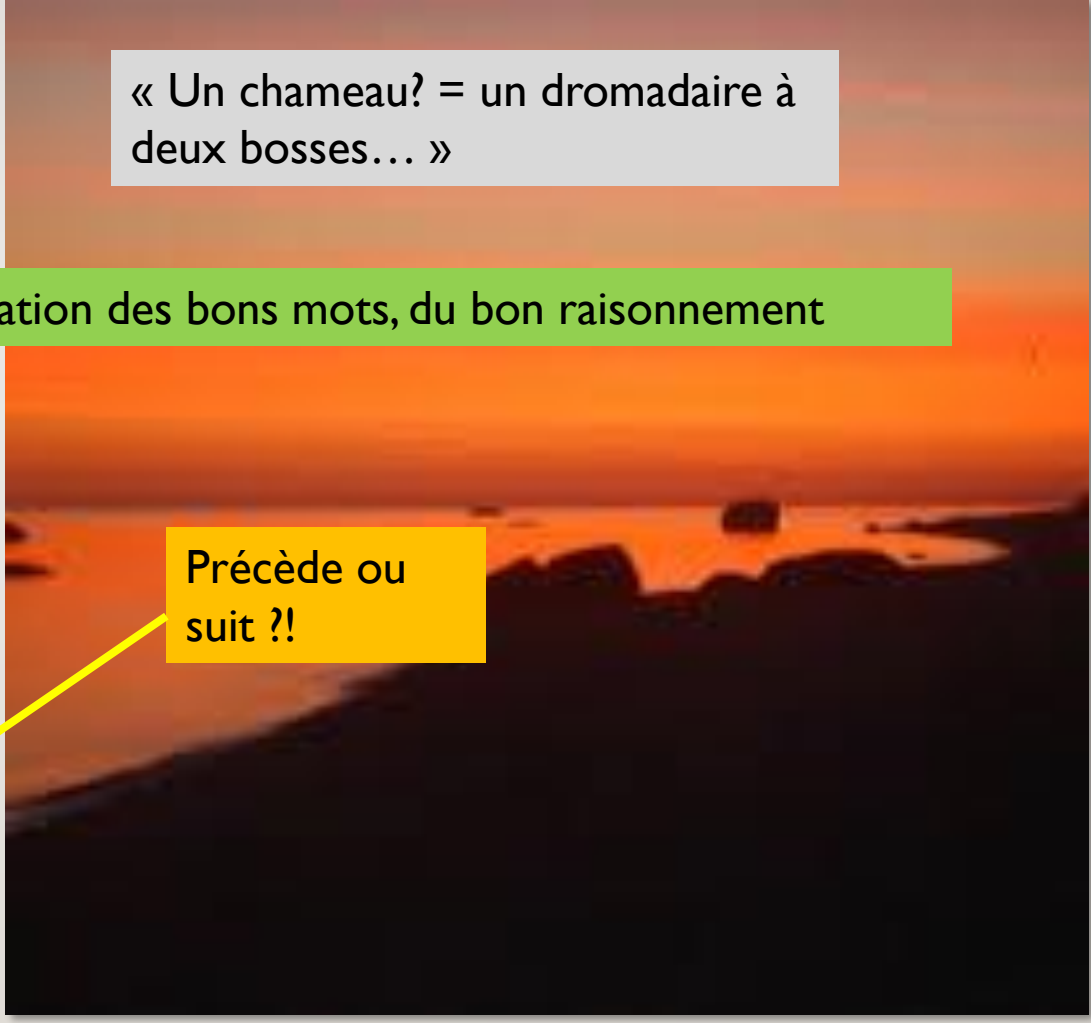 « Un chameau? = un dromadaire à
deux bosses… »
ation des bons mots, du bon raisonnement
Précède ou
suit ?!